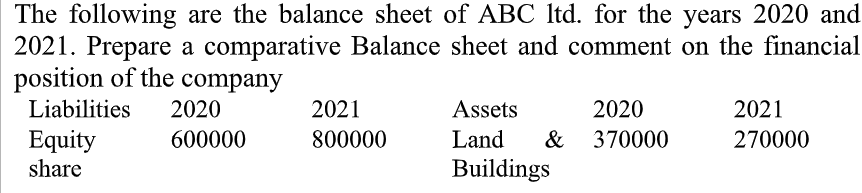 The following are the balance sheet of ABC ltd. for the years 2020 and
2021. Prepare a comparative Balance sheet and comment on the financial
position of the company
Liabilities 2020 2021 Assets 2020 2021
Equity 600000 800000 Land & 370000 270000
share Buildings